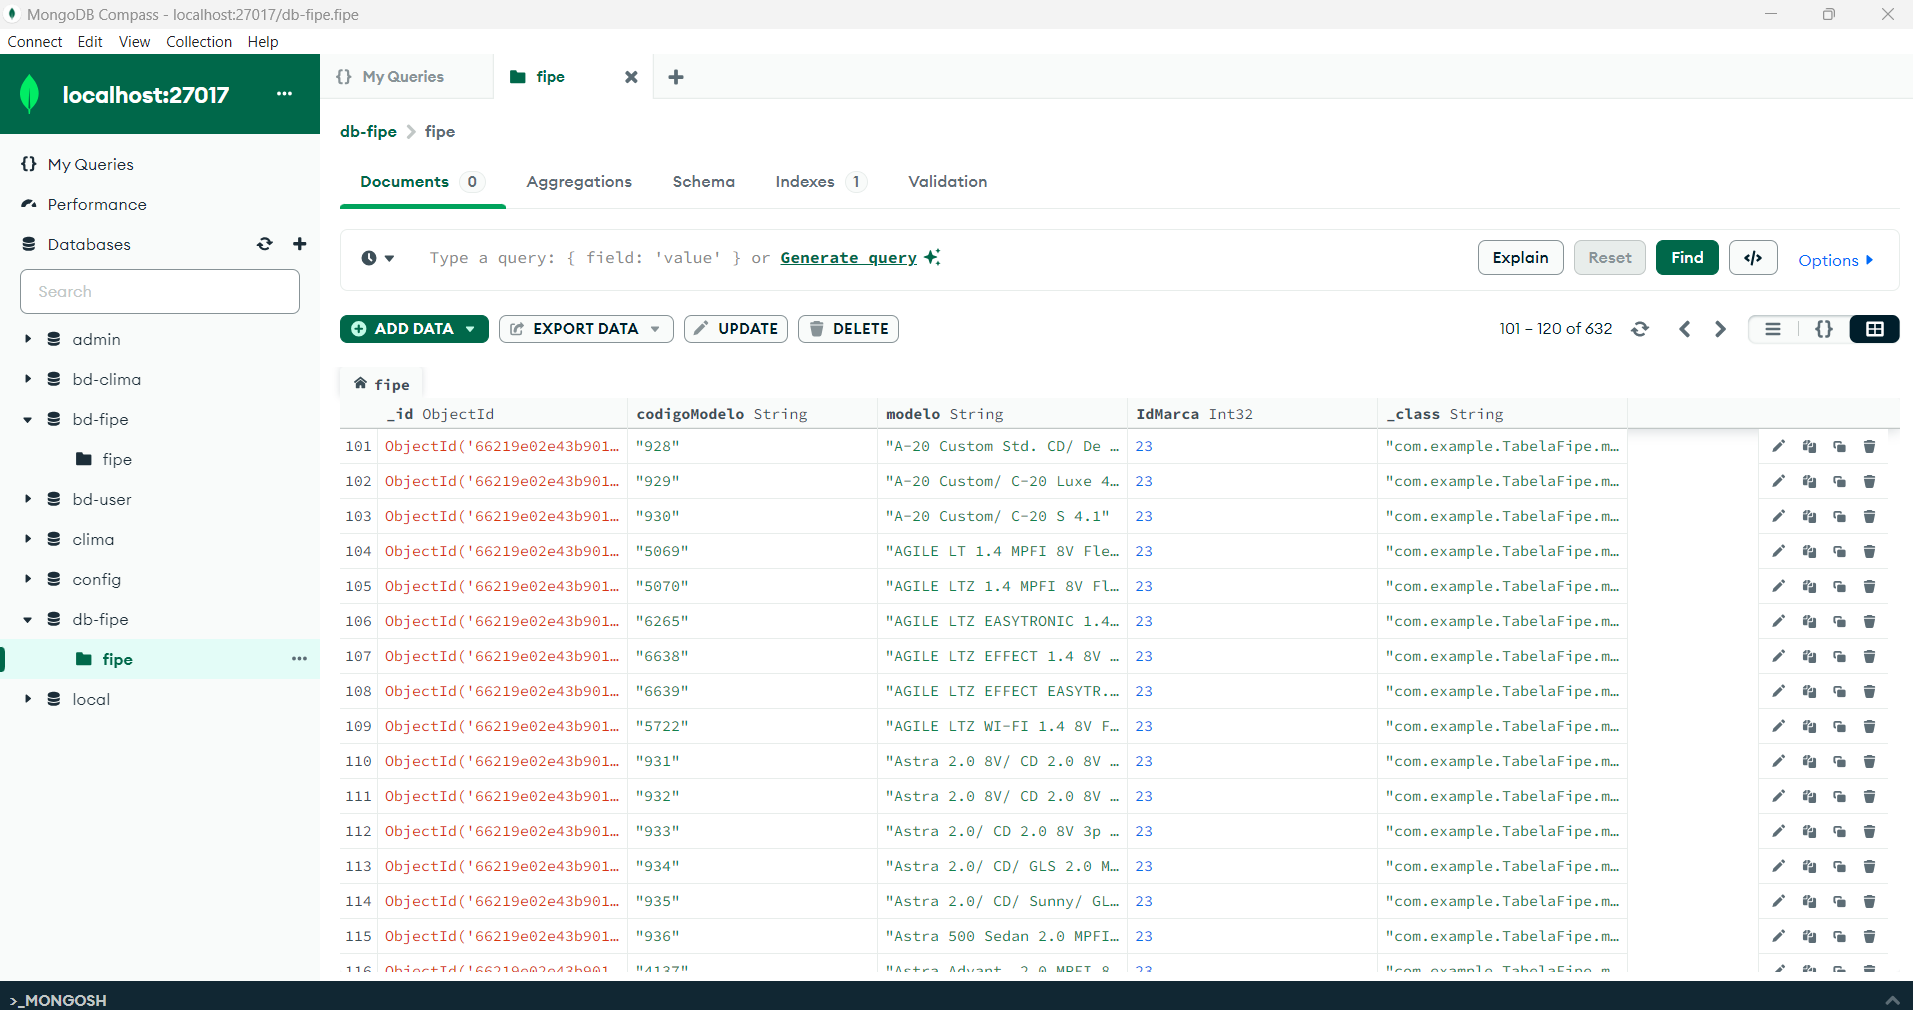 MongoDB Compass - localhost:27017/db-fipe.fipe
Connect Edit View Collection Help
localhost:27017 ...
{} My Queries
fipe
My Queries
Performance
Databases
Search
admin
bd-clima
bd-fipe
fipe
bd-user
clima
config
db-fipe
fipe ...
local
db-fipe > fipe
Documents 0 Aggregations Schema Indexes 1 Validation
Type a query: { field: 'value' } or Generate query
Explain Reset Find </> Options
ADD DATA EXPORT DATA UPDATE DELETE
101 – 120 of 632
fipe
_id ObjectId codigoModelo String modelo String IdMarca Int32 _class String
101 ObjectId('66219e02e43b901… "928" "A-20 Custom Std. CD/ De … 23 "com.example.TabelaFipe.m…
102 ObjectId('66219e02e43b901… "929" "A-20 Custom/ C-20 Luxe 4… 23 "com.example.TabelaFipe.m…
103 ObjectId('66219e02e43b901… "930" "A-20 Custom/ C-20 S 4.1" 23 "com.example.TabelaFipe.m…
104 ObjectId('66219e02e43b901… "5069" "AGILE LT 1.4 MPFI 8V Fle… 23 "com.example.TabelaFipe.m…
105 ObjectId('66219e02e43b901… "5070" "AGILE LTZ 1.4 MPFI 8V Fl… 23 "com.example.TabelaFipe.m…
106 ObjectId('66219e02e43b901… "6265" "AGILE LTZ EASYTRONIC 1.4… 23 "com.example.TabelaFipe.m…
107 ObjectId('66219e02e43b901… "6638" "AGILE LTZ EFFECT 1.4 8V … 23 "com.example.TabelaFipe.m…
108 ObjectId('66219e02e43b901… "6639" "AGILE LTZ EFFECT EASYTR.… 23 "com.example.TabelaFipe.m…
109 ObjectId('66219e02e43b901… "5722" "AGILE LTZ WI-FI 1.4 8V F… 23 "com.example.TabelaFipe.m…
110 ObjectId('66219e02e43b901… "931" "Astra 2.0 8V/ CD 2.0 8V … 23 "com.example.TabelaFipe.m…
111 ObjectId('66219e02e43b901… "932" "Astra 2.0 8V/ CD 2.0 8V … 23 "com.example.TabelaFipe.m…
112 ObjectId('66219e02e43b901… "933" "Astra 2.0/ CD 2.0 8V 3p … 23 "com.example.TabelaFipe.m…
113 ObjectId('66219e02e43b901… "934" "Astra 2.0/ CD/ GLS 2.0 M… 23 "com.example.TabelaFipe.m…
114 ObjectId('66219e02e43b901… "935" "Astra 2.0/ CD/ Sunny/ GL… 23 "com.example.TabelaFipe.m…
115 ObjectId('66219e02e43b901… "936" "Astra 500 Sedan 2.0 MPFI… 23 "com.example.TabelaFipe.m…
116 ObjectId('66219e02e43b901… "4137" "Astra Advant. 2.0 MPFI 8… 23 "com.example.TabelaFipe.m…
>_MONGOSH